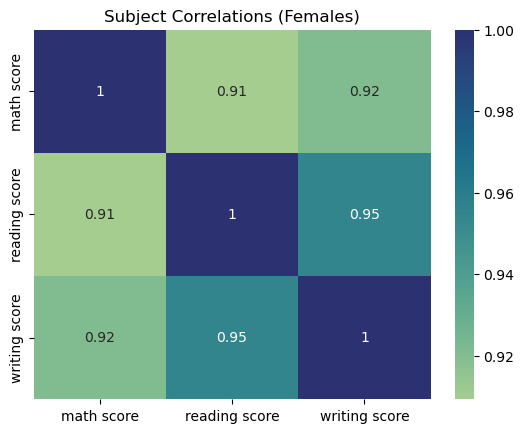 Subject Correlations (Females)
math score 1 0.91 0.92
reading score 0.91 1 0.95
writing score 0.92 0.95 1
math score reading score writing score
1.00
0.98
0.96
0.94
0.92